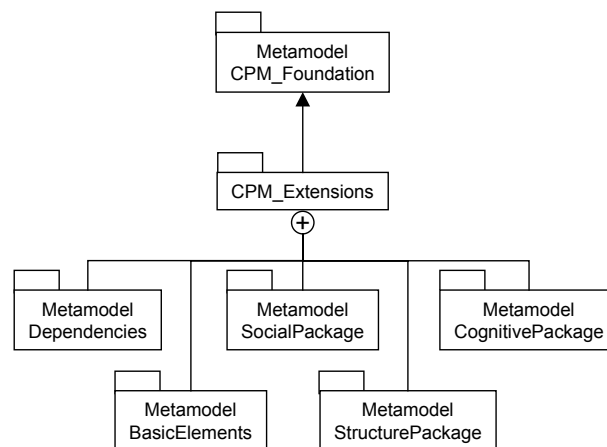 Metamodel
CPM_Foundation
CPM_Extensions
Metamodel
Dependencies
Metamodel
SocialPackage
Metamodel
CognitivePackage
Metamodel
BasicElements
Metamodel
StructurePackage